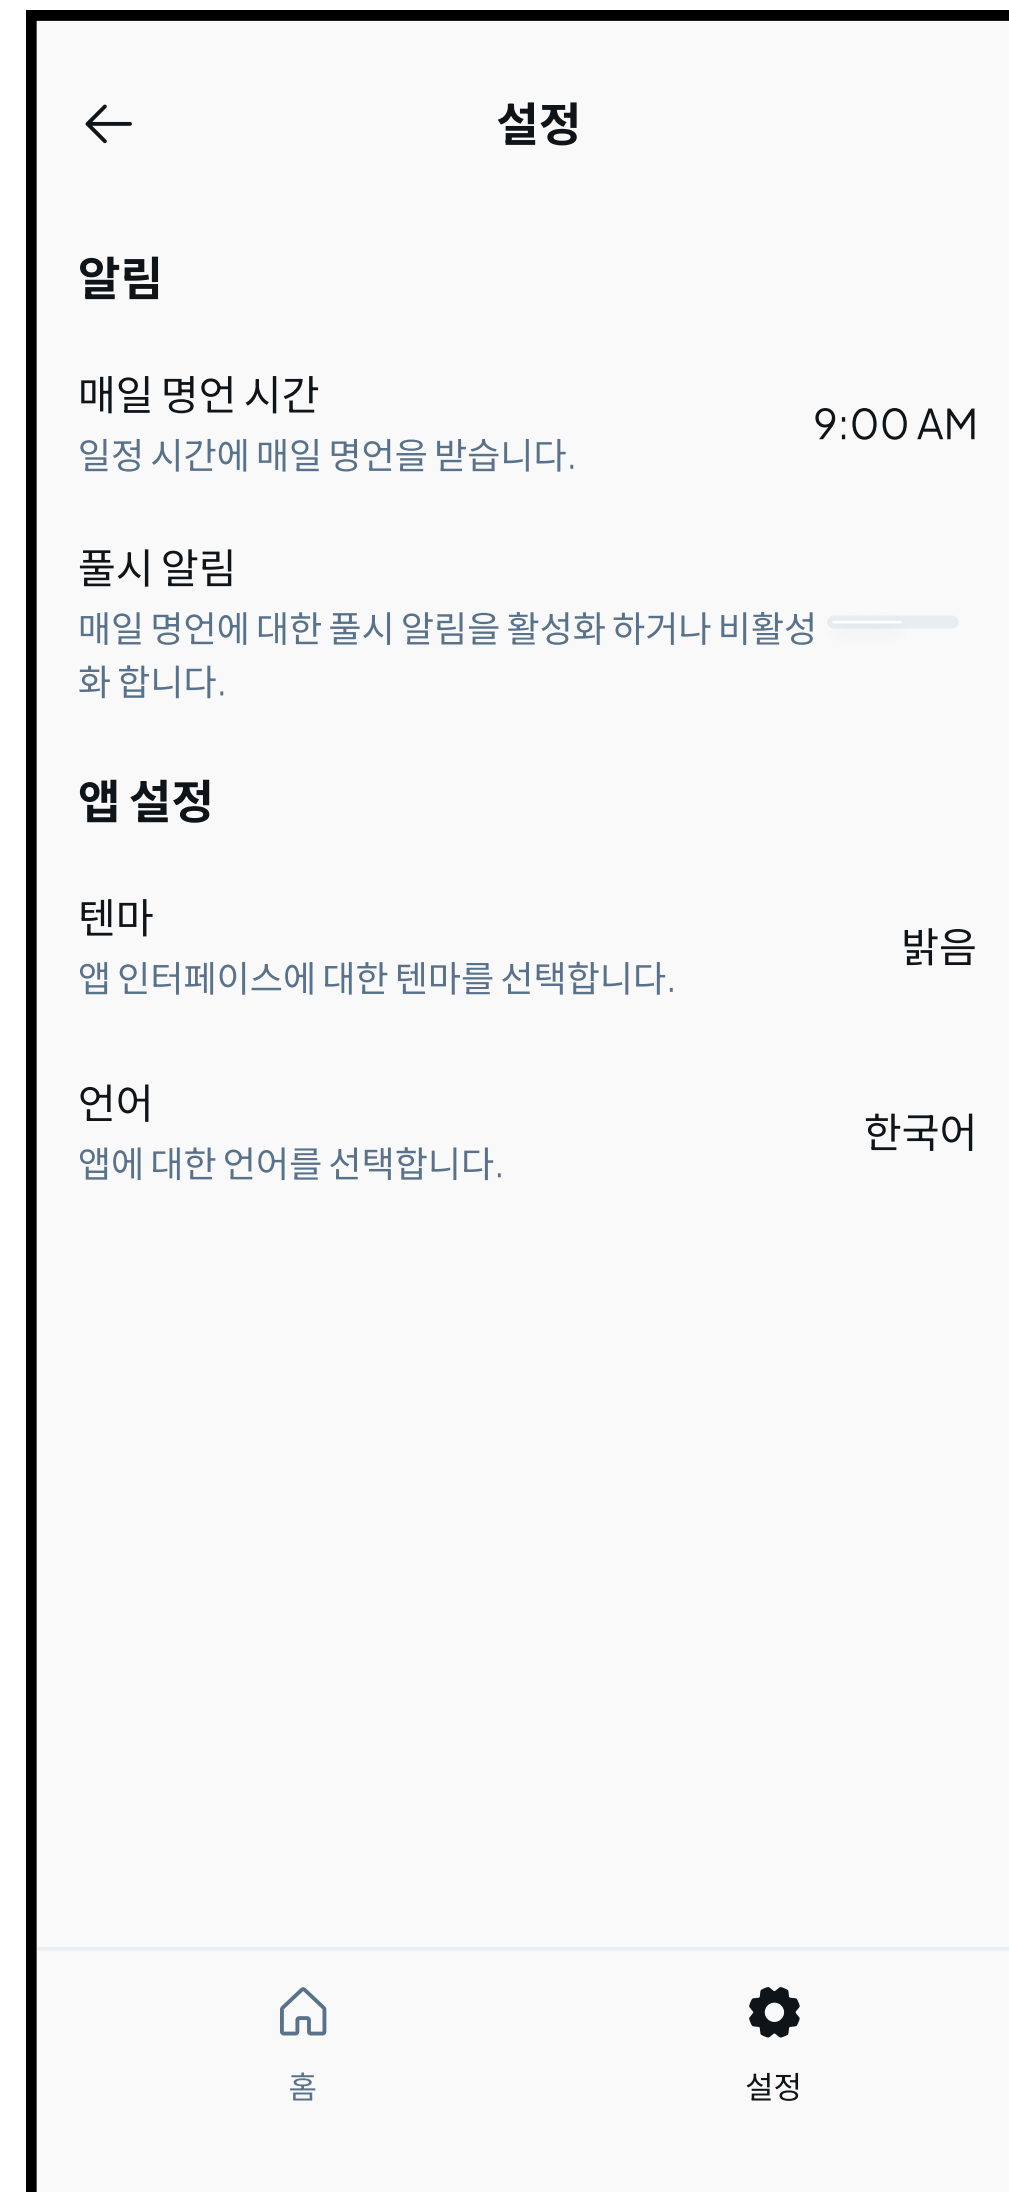 설정
알림
매일 명언 시간
일정 시간에 매일 명언을 받습니다.
9:00 AM
풀시 알림
매일 명언에 대한 풀시 알림을 활성화 하거나 비활성
화 합니다.
앱 설정
텐마
앱 인터페이스에 대한 텐마를 선택합니다.
밝음
언어
앱에 대한 언어를 선택합니다.
한국어
홈
설정